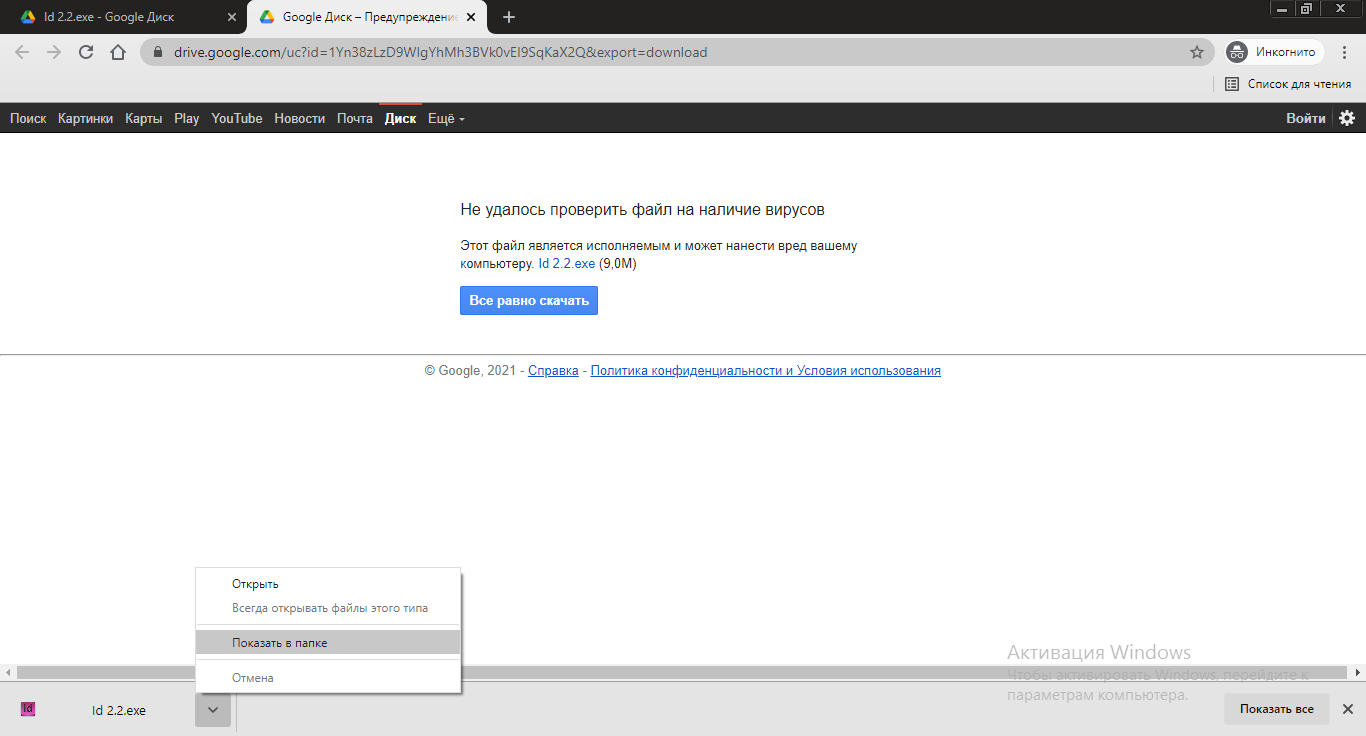 Id 2.2.exe - Google Диск
Google Диск – Предупреждение
drive.google.com/uc?id=1Yn38zLzD9WIgYhMh3BVk0vEI9SqKaX2Q&export=download
Инкогнито
Список для чтения
Поиск Картинки Карты Play YouTube Новости Почта Диск Ещё
Войти
Не удалось проверить файл на наличие вирусов
Этот файл является исполняемым и может нанести вред вашему
компьютеру. Id 2.2.exe (9,0M)
Все равно скачать
© Google, 2021 - Справка - Политика конфиденциальности и Условия использования
Открыть
Всегда открывать файлы этого типа
Показать в папке
Отмена
Активация Windows
Чтобы активировать Windows, перейдите к
параметрам компьютера.
Id
Id 2.2.exe
Показать все